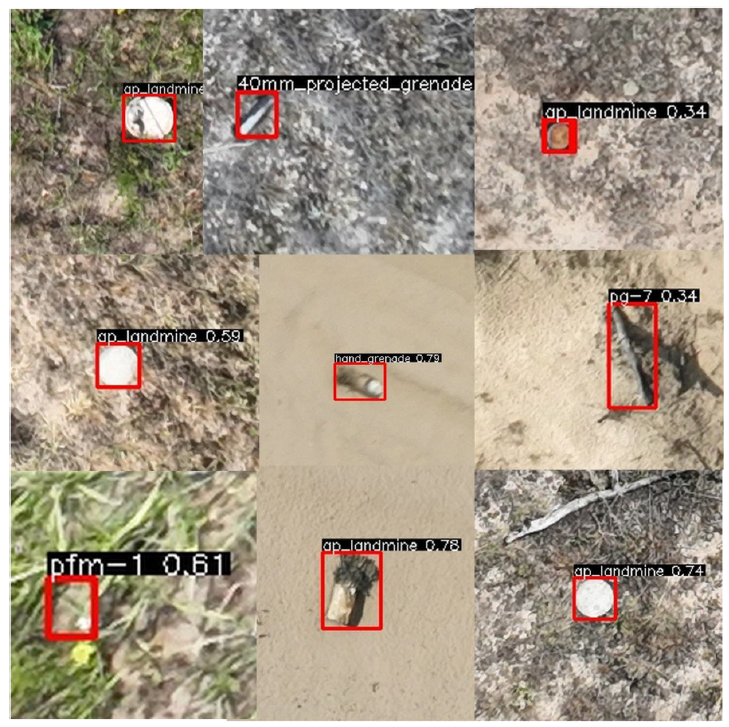 ap_landmine
40mm_projected_grenade
ap_landmine 0.34
ap_landmine 0.59
hand_grenade 0.79
pg-7 0.34
pfm-1 0.61
ap_landmine 0.78
ap_landmine 0.74